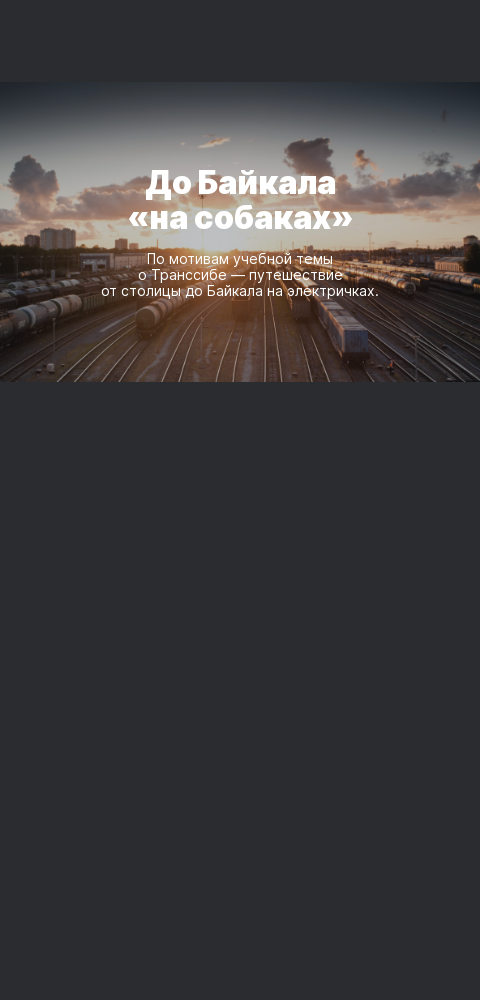 До Байкала
«на собаках»
По мотивам учебной темы
о Транссибе — путешествие
от столицы до Байкала на электричках.